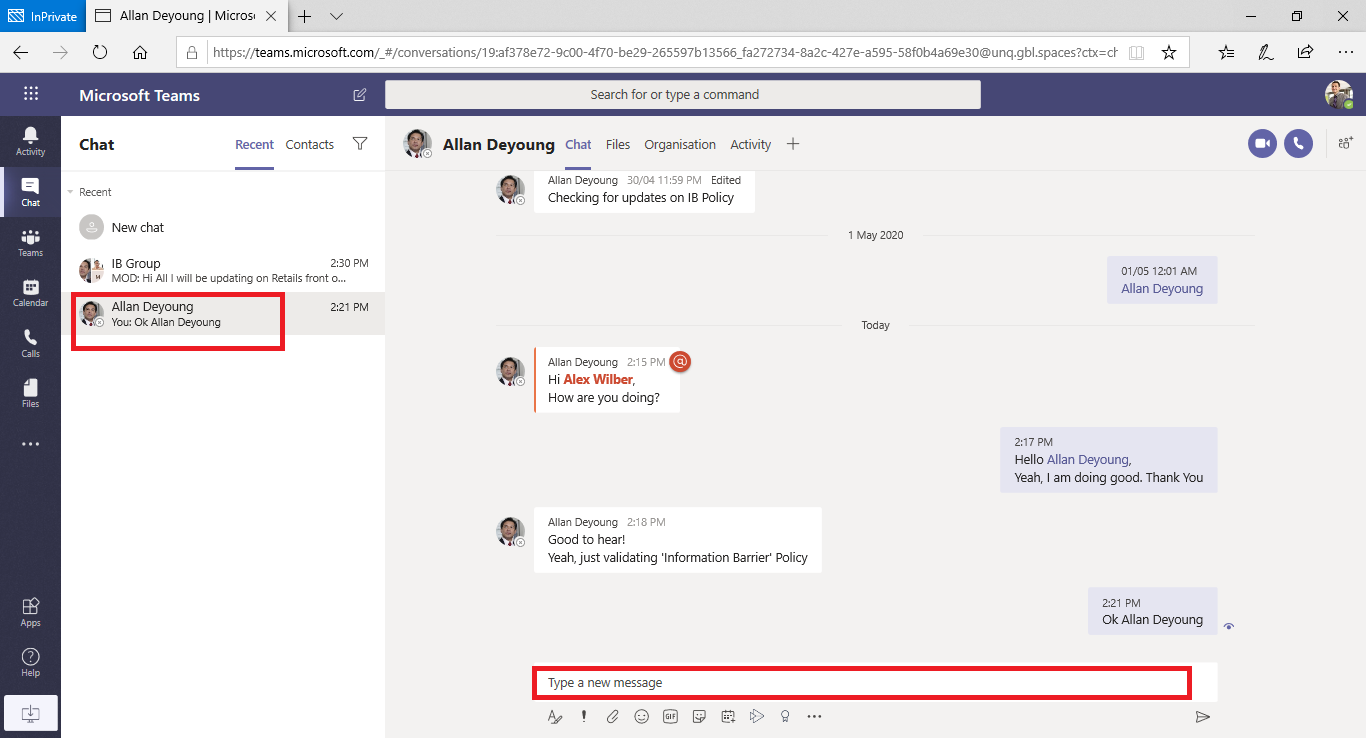 InPrivate
Allan Deyoung | Micros
https://teams.microsoft.com/_#/conversations/19:af378e72-9c00-4f70-be29-265597b13566_fa272734-8a2c-427e-a595-58f0b4a69e30@unq.gbl.spaces?ctx=ch
Microsoft Teams
Search for or type a command
Activity
Chat
Teams
Calendar
Calls
Files
Apps
Help
Chat
Recent
Contacts
Recent
New chat
IB Group 2:30 PM
M
MOD: Hi All I will be updating on Retails front o...
Allan Deyoung 2:21 PM
You: Ok Allan Deyoung
Allan Deyoung
Chat
Files
Organisation
Activity
Allan Deyoung 30/04 11:59 PM Edited
Checking for updates on IB Policy
1 May 2020
01/05 12:01 AM
Allan Deyoung
Today
Allan Deyoung 2:15 PM @
Hi Alex Wilber,
How are you doing?
2:17 PM
Hello Allan Deyoung,
Yeah, I am doing good. Thank You
Allan Deyoung 2:18 PM
Good to hear!
Yeah, just validating 'Information Barrier' Policy
2:21 PM
Ok Allan Deyoung
Type a new message
GIF